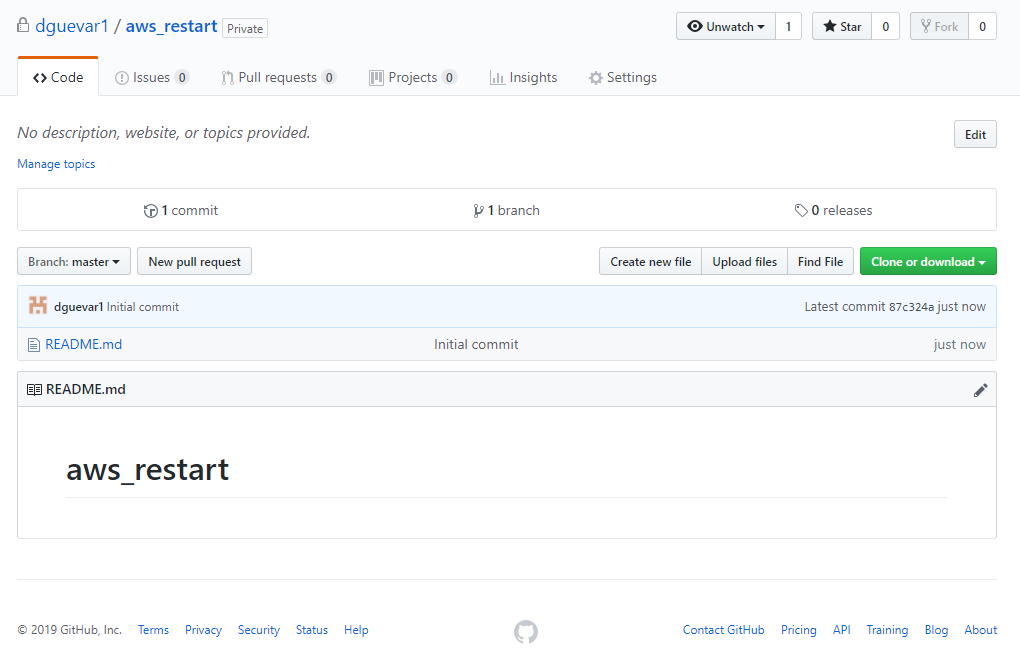 dguevar1 / aws_restart Private Unwatch 1 Star 0 Fork 0
Code Issues 0 Pull requests 0 Projects 0 Insights Settings
No description, website, or topics provided. Edit
Manage topics
1 commit 1 branch 0 releases
Branch: master New pull request Create new file Upload files Find File Clone or download
dguevar1 Initial commit Latest commit 87c324a just now
README.md Initial commit just now
README.md
aws_restart
© 2019 GitHub, Inc. Terms Privacy Security Status Help Contact GitHub Pricing API Training Blog About